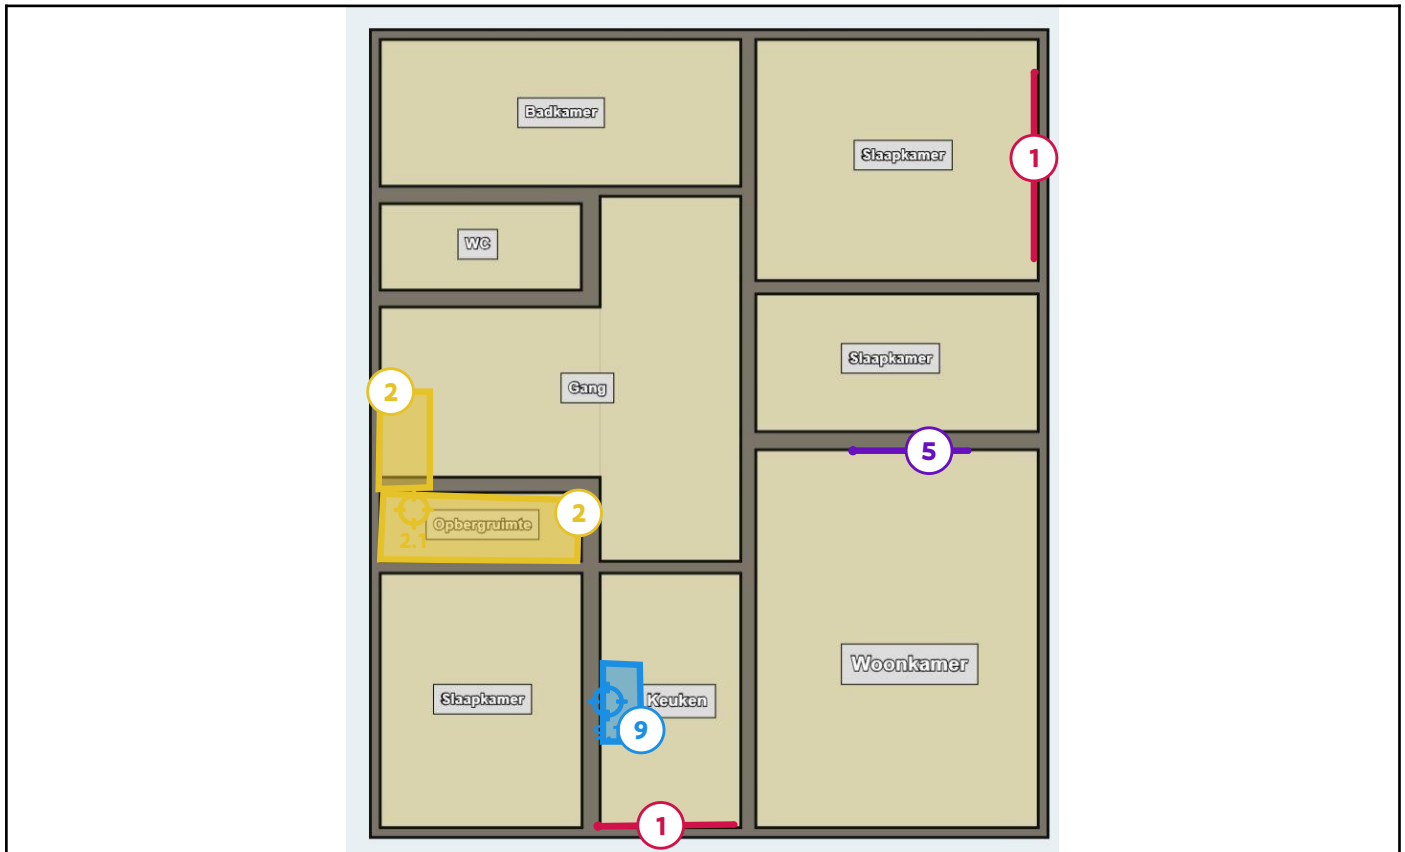 Badkamer
Slaapkamer
1
WC
Slaapkamer
Gang
2
5
Opbergruimte
2
2.1
Woonkamer
Slaapkamer
Keuken
9
1